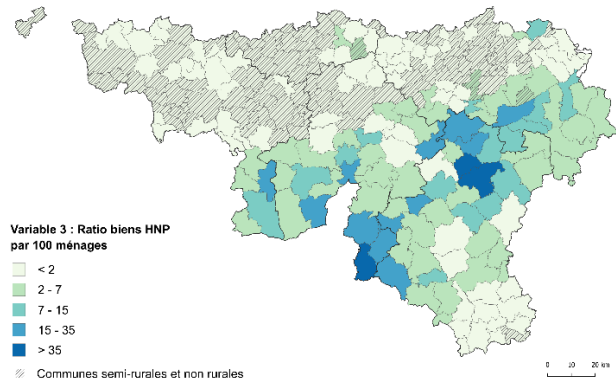 Variable 3 : Ratio biens HNP
par 100 ménages
< 2
2 - 7
7 - 15
15 - 35
> 35
Communes semi-rurales et non rurales
0 10 20 km